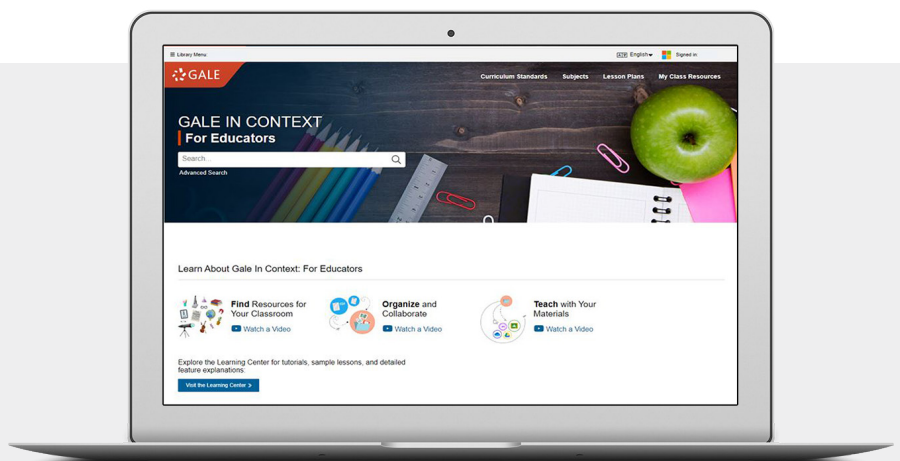 Library Menu
English
Signed in
GALE
Curriculum Standards
Subjects
Lesson Plans
My Class Resources
GALE IN CONTEXT
For Educators
Search...
Advanced Search
Learn About Gale In Context: For Educators
Find Resources for
Your Classroom
Watch a Video
Organize and
Collaborate
Watch a Video
Teach with Your
Materials
Watch a Video
Explore the Learning Center for tutorials, sample lessons, and detailed
feature explanations:
Visit the Learning Center >